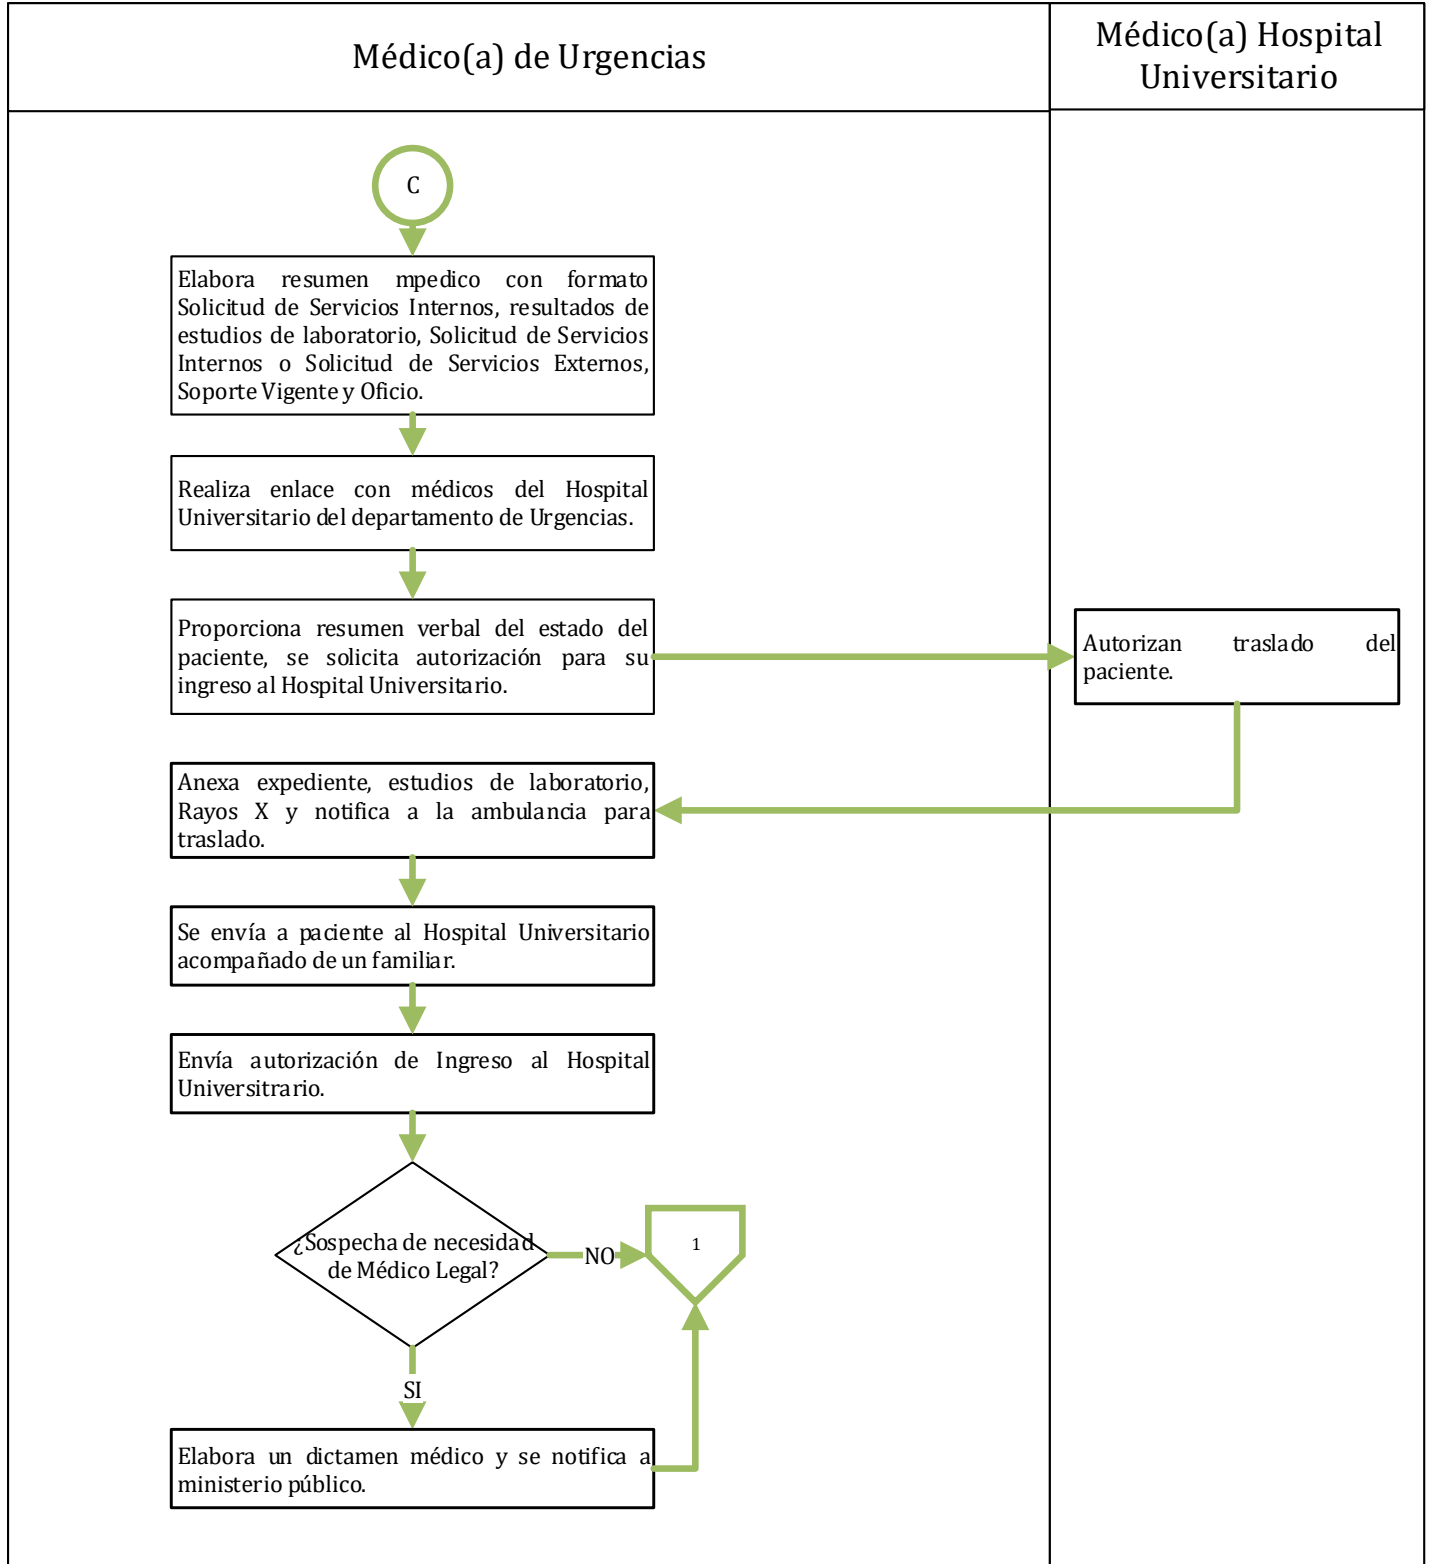 Médico(a) de Urgencias
Médico(a) Hospital
Universitario
C
Elabora resumen mpedico con formato
Solicitud de Servicios Internos, resultados de
estudios de laboratorio, Solicitud de Servicios
Internos o Solicitud de Servicios Externos,
Soporte Vigente y Oficio.
Realiza enlace con médicos del Hospital
Universitario del departamento de Urgencias.
Proporciona resumen verbal del estado del
paciente, se solicita autorización para su
ingreso al Hospital Universitario.
Autorizan traslado del
paciente.
Anexa expediente, estudios de laboratorio,
Rayos X y notifica a la ambulancia para
traslado.
Se envía a paciente al Hospital Universitario
acompañado de un familiar.
Envía autorización de Ingreso al Hospital
Universitrario.
¿Sospecha de necesidad
de Médico Legal?
NO
1
SI
Elabora un dictamen médico y se notifica a
ministerio público.